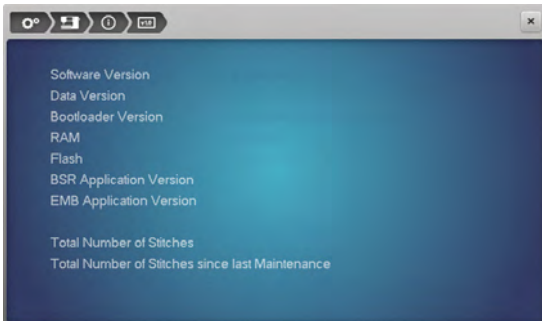 Software Version
Data Version
Bootloader Version
RAM
Flash
BSR Application Version
EMB Application Version
Total Number of Stitches
Total Number of Stitches since last Maintenance